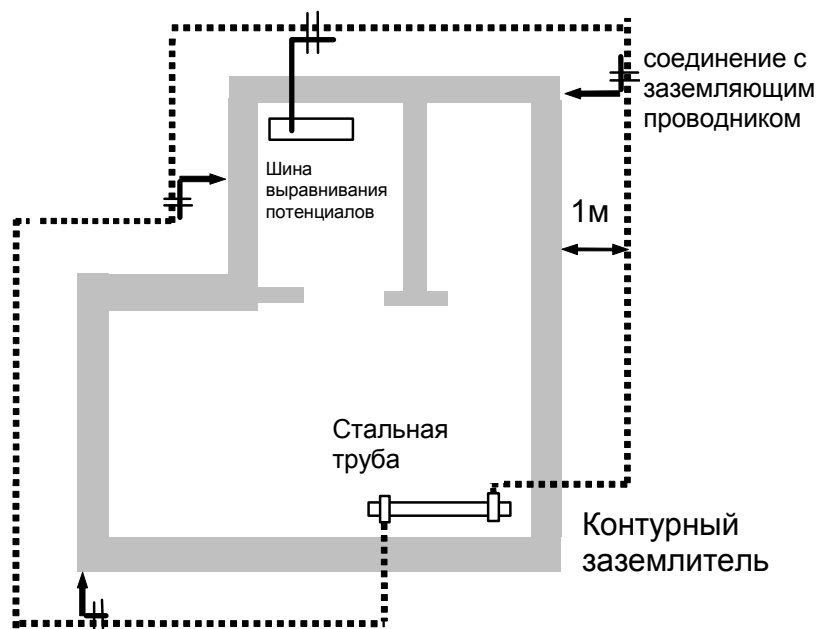 соединение с
заземляющим
проводником
Шина
выравнивания
потенциалов
1м
Стальная
труба
Контурный
заземлитель